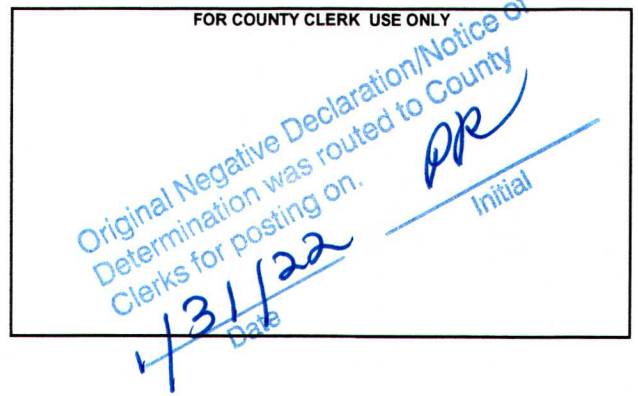 FOR COUNTY CLERK USE ONLY
Original Negative Declaration/Notice of
Determination was routed to County
Clerks for posting on.
1/31/22
Date
Initial